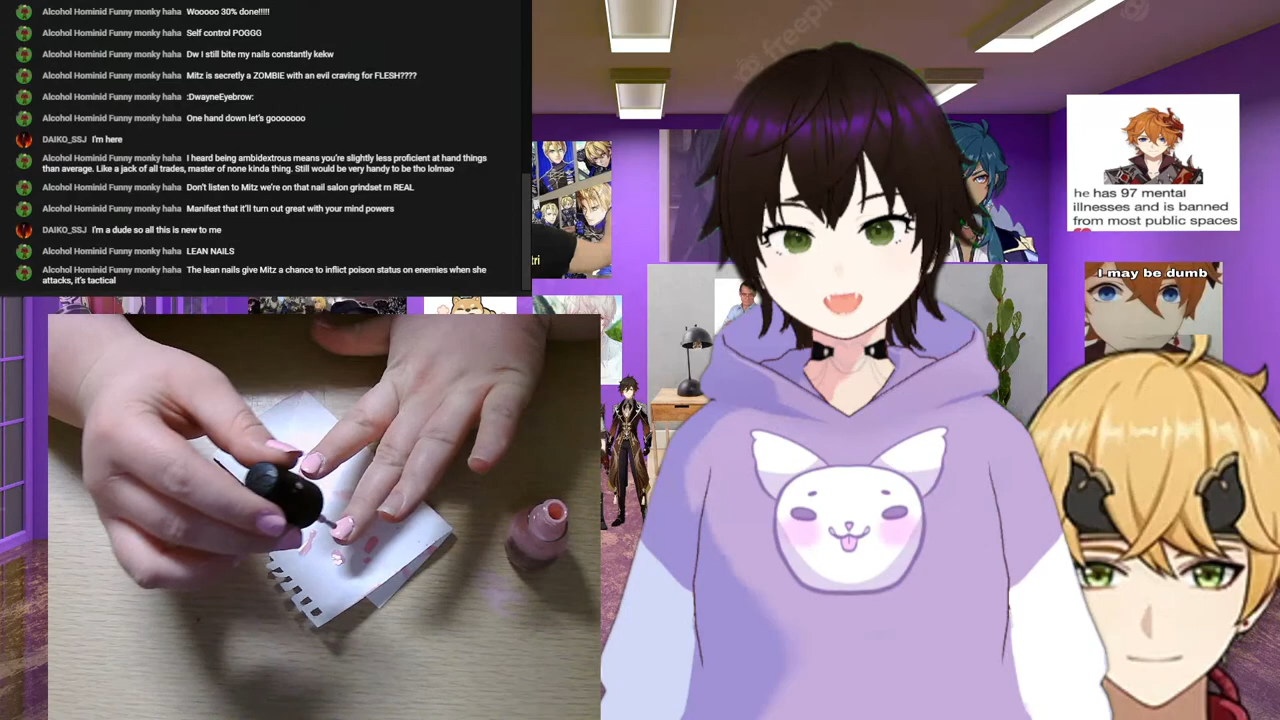 Alcohol Hominid Funny monky haha Wooooo 30% done!!!!!
Alcohol Hominid Funny monky haha Self control POGGG
Alcohol Hominid Funny monky haha Dw I still bite my nails constantly kekw
Alcohol Hominid Funny monky haha Mitz is secretly a ZOMBIE with an evil craving for FLESH????
Alcohol Hominid Funny monky haha :DwayneEyebrow:
Alcohol Hominid Funny monky haha One hand down let's gooooooo
DAIKO_SSJ I'm here
Alcohol Hominid Funny monky haha I heard being ambidextrous means you're slightly less proficient at hand things
than average. Like a jack of all trades, master of none kinda thing. Still would be very handy to be tho lolmao
Alcohol Hominid Funny monky haha Don't listen to Mitz we're on that nail salon grindset rn REAL
Alcohol Hominid Funny monky haha Manifest that it'll turn out great with your mind powers
DAIKO_SSJ I'm a dude so all this is new to me
Alcohol Hominid Funny monky haha LEAN NAILS
Alcohol Hominid Funny monky haha The lean nails give Mitz a chance to inflict poison status on enemies when she
attacks, it's tactical
he has 97 mental
illnesses and is banned
from most public spaces
I may be dumb